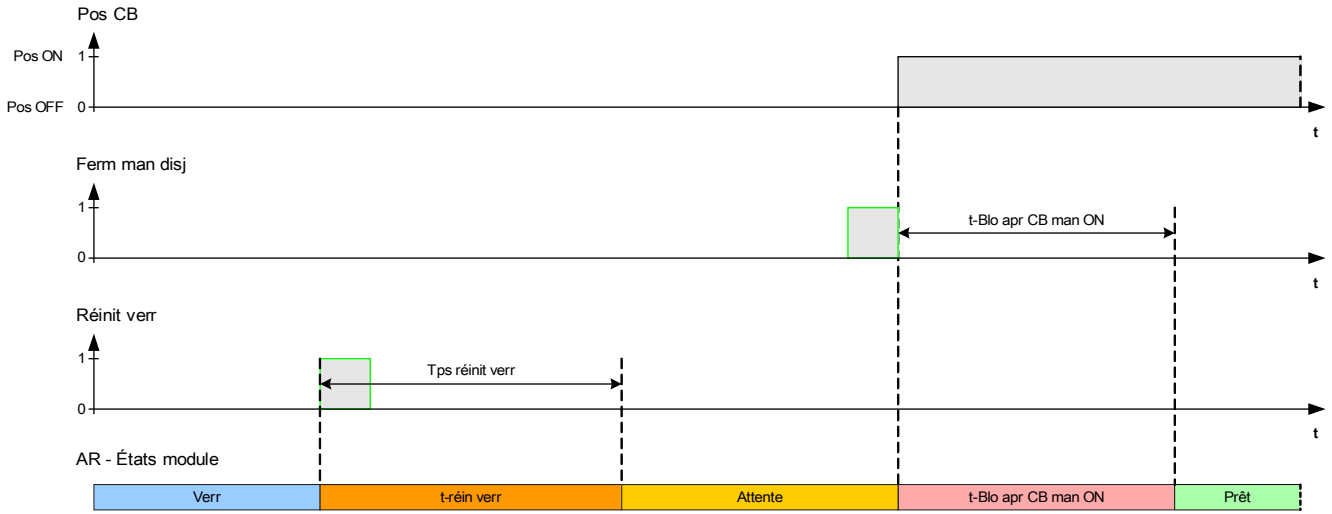 Pos CB
Pos ON 1
Pos OFF 0
t
Ferm man disj
1
t-Blo apr CB man ON
0
t
Réinit verr
1
Tps réinit verr
0
t
AR - États module
Verr t-réin verr Attente t-Blo apr CB man ON Prêt